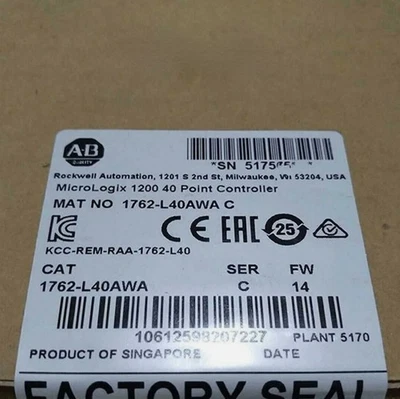 AB
QUALITY
*SN 5175
Rockwell Automation, 1201 S 2nd St, Milwaukee, WI 53204, USA
MicroLogix 1200 40 Point Controller
MAT NO 1762-L40AWA C
KC CE EAC 25
KCC-REM-RAA-1762-L40
CAT SER FW
1762-L40AWA C 14
10612598207227 PLANT 5170
PRODUCT OF SINGAPORE DATE
FACTORY SEAL